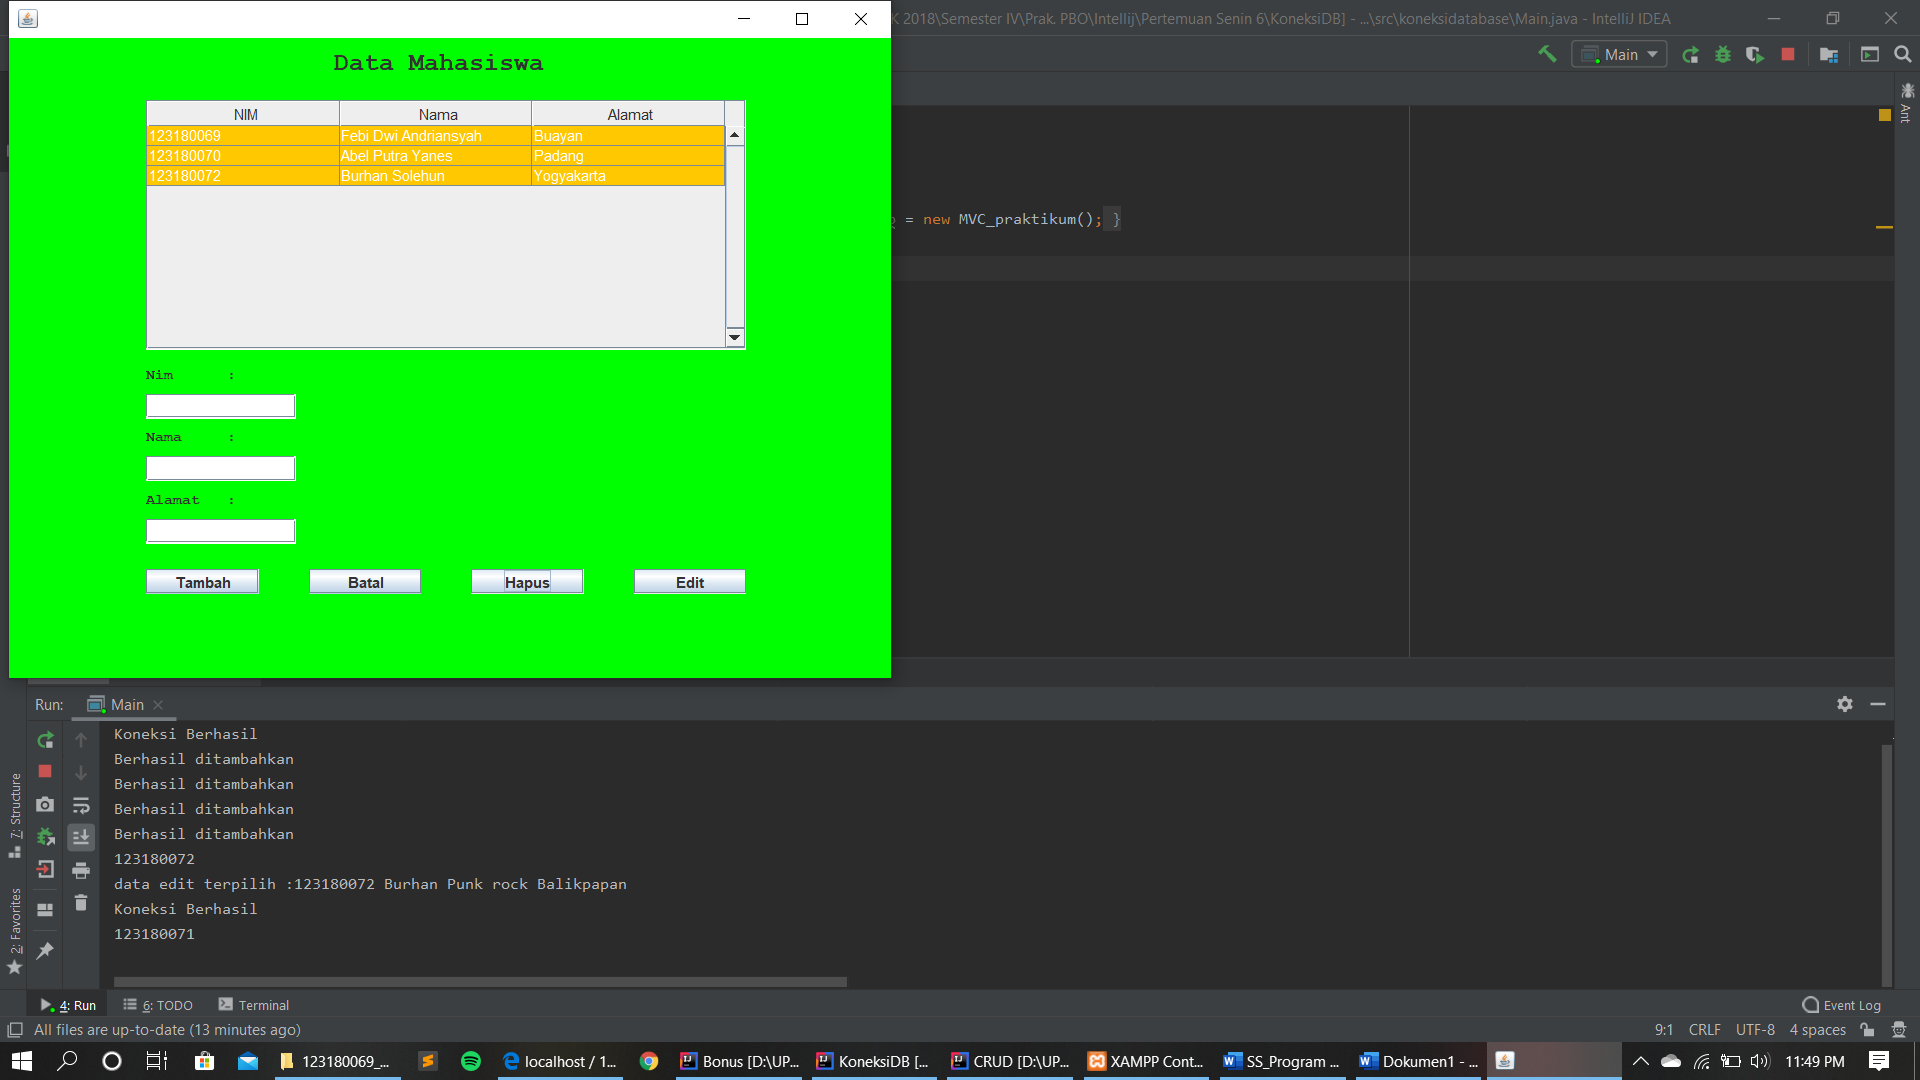 K 2018\Semester IV\Prak. PBO\Intellij\Pertemuan Senin 6\KoneksiDB] - ...\src\koneksidatabase\Main.java - IntelliJ IDEA
Main
Data Mahasiswa
NIM Nama Alamat
123180069 Febi Dwi Andriansyah Buayan
123180070 Abel Putra Yanes Padang
123180072 Burhan Solehun Yogyakarta
Ant
= new MVC_praktikum(); }
Nim :
Nama :
Alamat :
Tambah Batal Hapus Edit
Run: Main
Koneksi Berhasil
Berhasil ditambahkan
Berhasil ditambahkan
Berhasil ditambahkan
Berhasil ditambahkan
123180072
data edit terpilih :123180072 Burhan Punk rock Balikpapan
Koneksi Berhasil
123180071
7: Structure
2: Favorites
4: Run 6: TODO Terminal Event Log
All files are up-to-date (13 minutes ago) 9:1 CRLF UTF-8 4 spaces
123180069_... localhost / 1... Bonus [D:\UP... KoneksiDB [... CRUD [D:\UP... XAMPP Cont... SS_Program ... Dokumen1 - ... 11:49 PM